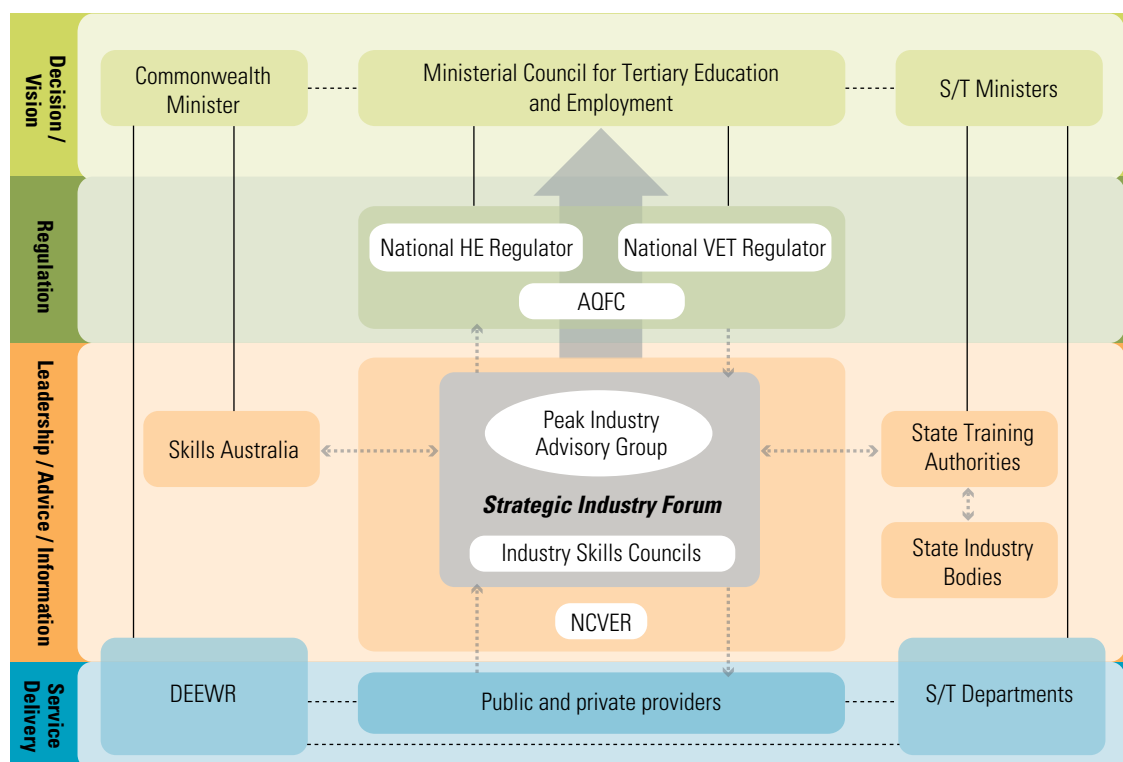 Decision /
Vision
Commonwealth
Minister
Ministerial Council for Tertiary Education
and Employment
S/T Ministers
Regulation
National HE Regulator
National VET Regulator
AQFC
Leadership / Advice / Information
Skills Australia
Peak Industry
Advisory Group
Strategic Industry Forum
Industry Skills Councils
NCVER
State Training
Authorities
State Industry
Bodies
Service
Delivery
DEEWR
Public and private providers
S/T Departments